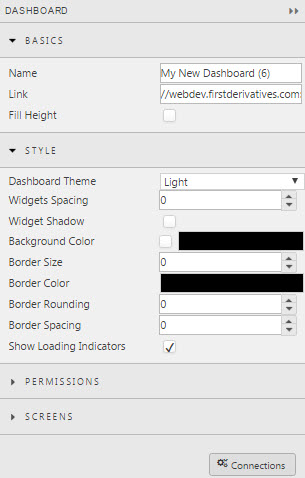 DASHBOARD
BASICS
Name My New Dashboard (6)
Link //webdev.firstderivatives.com:
Fill Height
STYLE
Dashboard Theme Light
Widgets Spacing 0
Widget Shadow
Background Color
Border Size 0
Border Color
Border Rounding 0
Border Spacing 0
Show Loading Indicators
PERMISSIONS
SCREENS
Connections